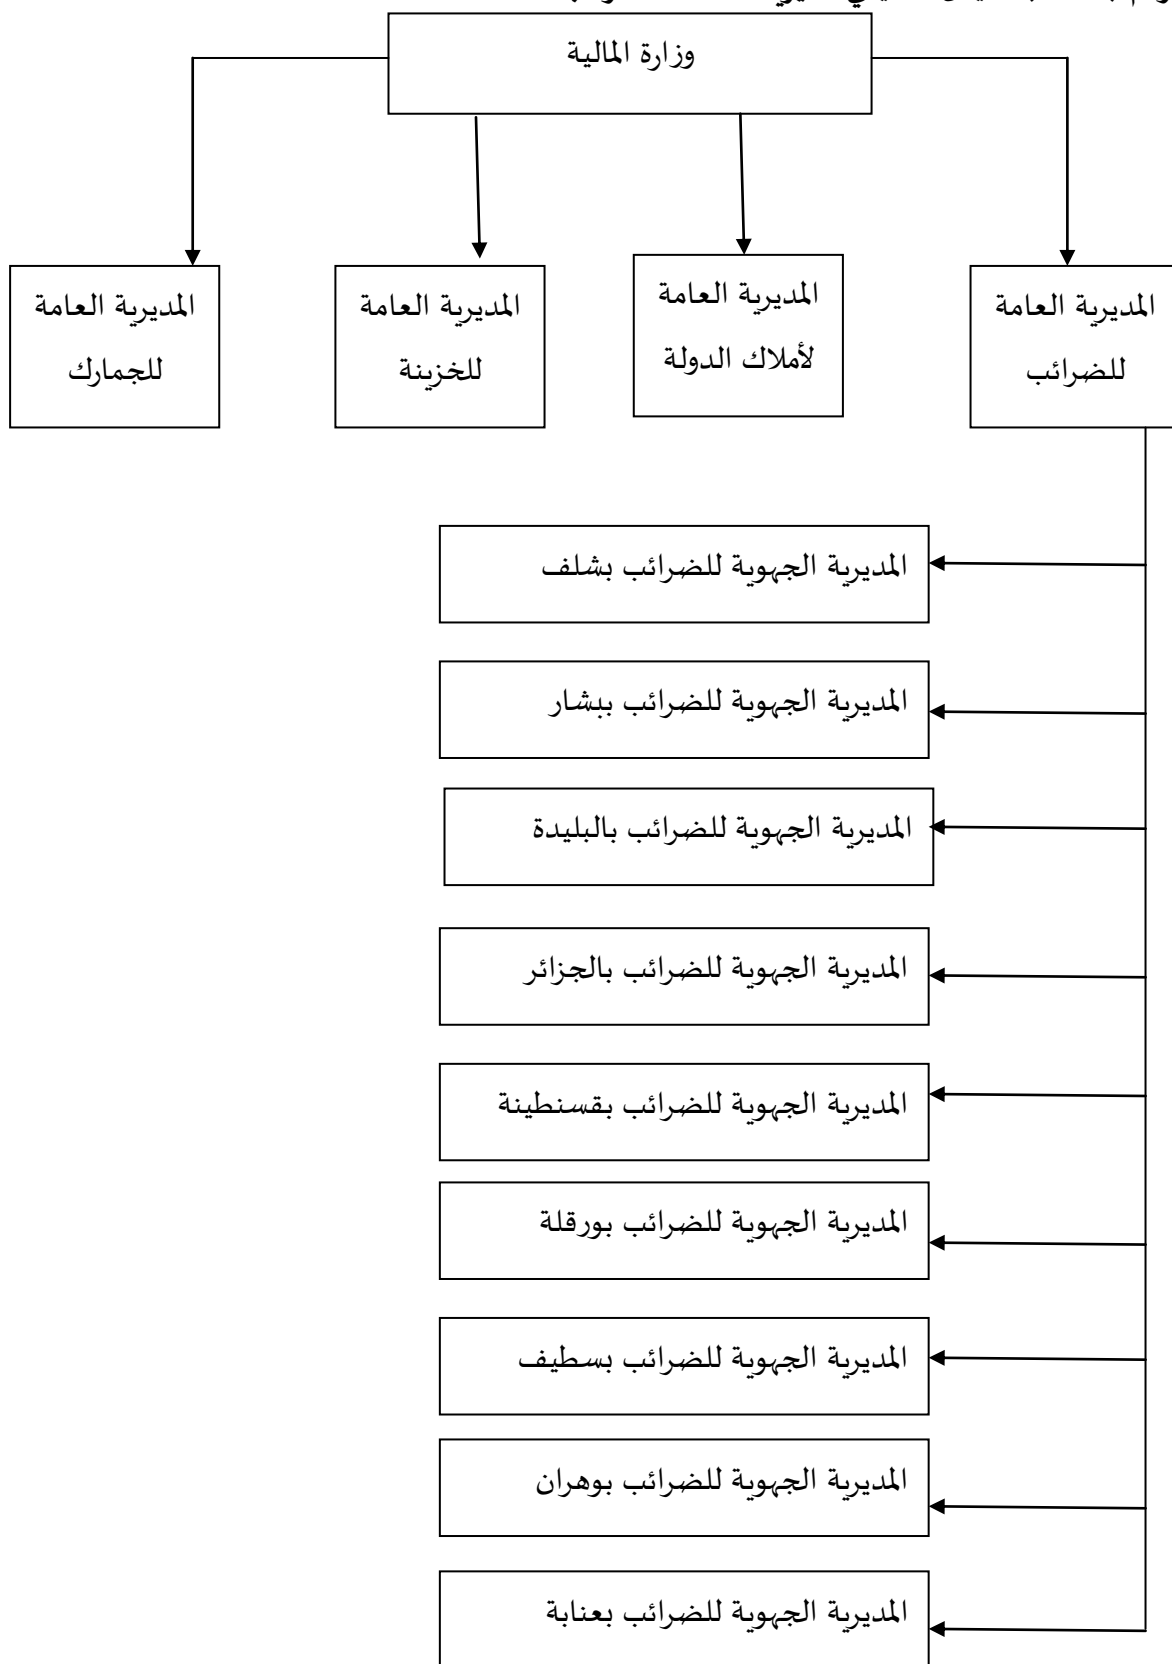 وزارة المالية
المديرية العامة
للضرائب
المديرية العامة
لأملاك الدولة
المديرية العامة
للخزينة
المديرية العامة
للجمارك
المديرية الجهوية للضرائب بشلف
المديرية الجهوية للضرائب ببشار
المديرية الجهوية للضرائب بالبليدة
المديرية الجهوية للضرائب بالجزائر
المديرية الجهوية للضرائب بقسنطينة
المديرية الجهوية للضرائب بورقلة
المديرية الجهوية للضرائب بسطيف
المديرية الجهوية للضرائب بوهران
المديرية الجهوية للضرائب بعنابة